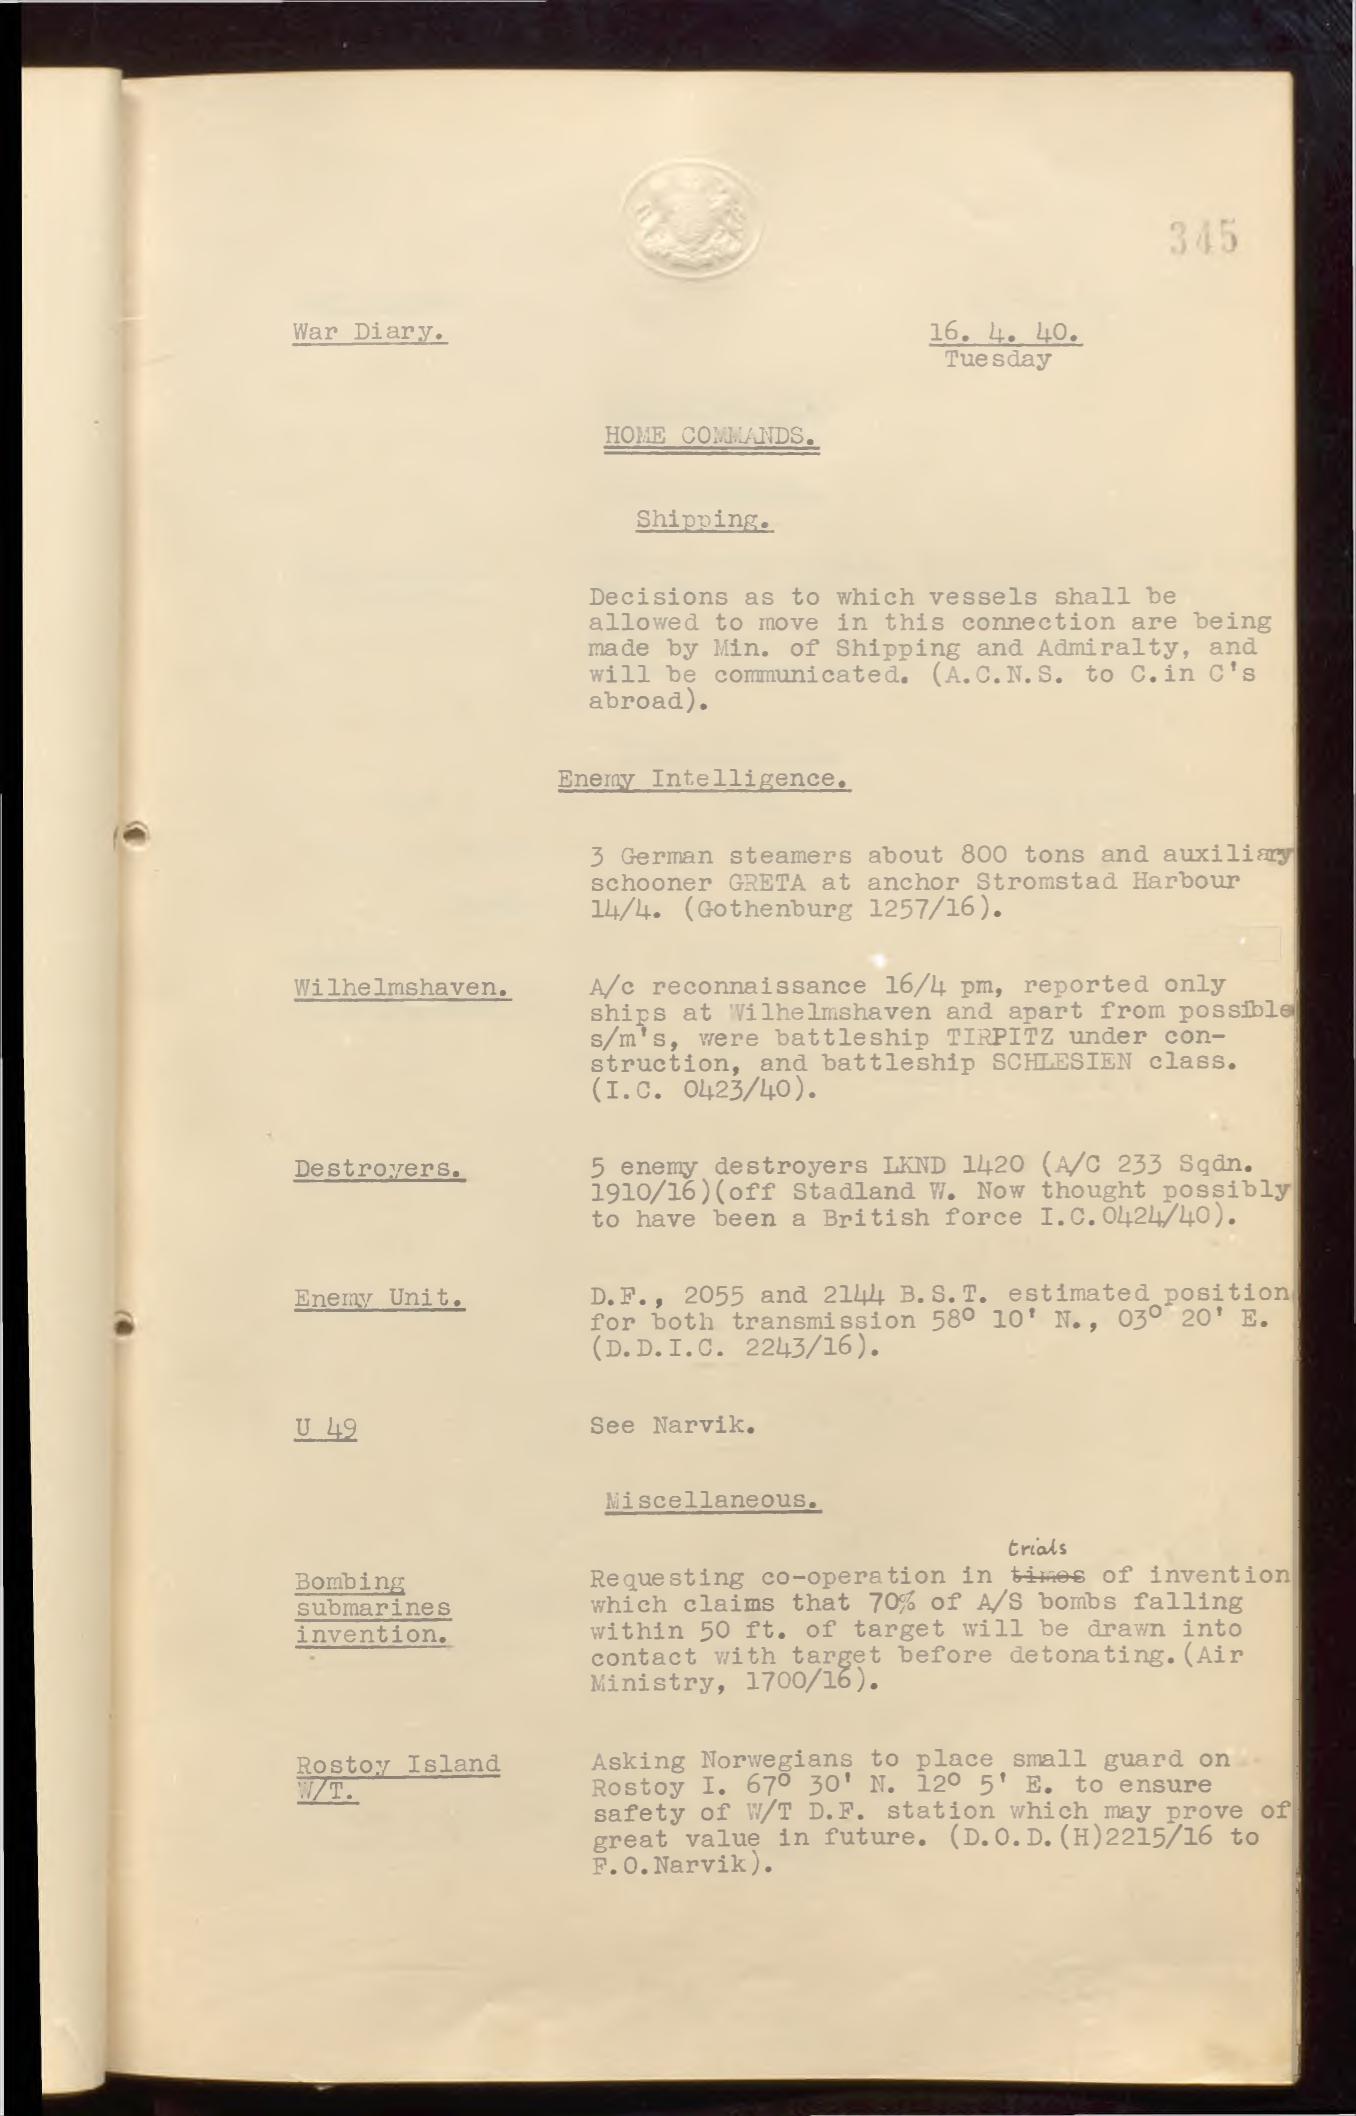 345
War Diary. 16. 4. 40.
Tuesday
HOME COMMANDS.
Shipping.
Decisions as to which vessels shall be
allowed to move in this connection are being
made by Min. of Shipping and Admiralty, and
will be communicated. (A.C.N.S. to C.in C's
abroad).
Enemy Intelligence.
3 German steamers about 800 tons and auxiliary
schooner GRETA at anchor Stromstad Harbour
14/4. (Gothenburg 1257/16).
Wilhelmshaven. A/c reconnaissance 16/4 pm, reported only
ships at Wilhelmshaven and apart from possible
s/m's, were battleship TIRPITZ under con-
struction, and battleship SCHLESIEN class.
(I.C. 0423/40).
Destroyers. 5 enemy destroyers LKND 1420 (A/C 233 Sqdn.
1910/16)(off Stadland W. Now thought possibly
to have been a British force I.C.0424/40).
Enemy Unit. D.F., 2055 and 2144 B.S.T. estimated position
for both transmission 58° 10' N., 03° 20' E.
(D.D.I.C. 2243/16).
U 49 See Narvik.
Miscellaneous.
trials
Bombing Requesting co-operation in times of invention
submarines which claims that 70% of A/S bombs falling
invention. within 50 ft. of target will be drawn into
contact with target before detonating.(Air
Ministry, 1700/16).
Rostoy Island Asking Norwegians to place small guard on
W/T. Rostoy I. 67° 30' N. 12° 5' E. to ensure
safety of W/T D.F. station which may prove of
great value in future. (D.O.D.(H)2215/16 to
F.O.Narvik).